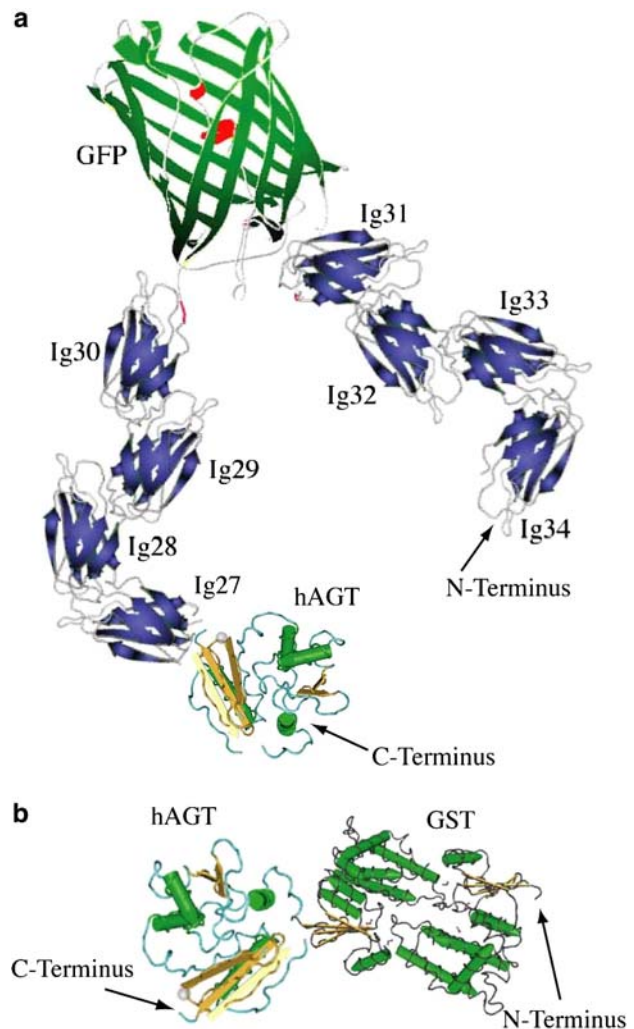 a
GFP
Ig31
Ig33
Ig30
Ig32
Ig29
Ig34
Ig28
N-Terminus
Ig27
hAGT
C-Terminus
b
hAGT
GST
C-Terminus
N-Terminus